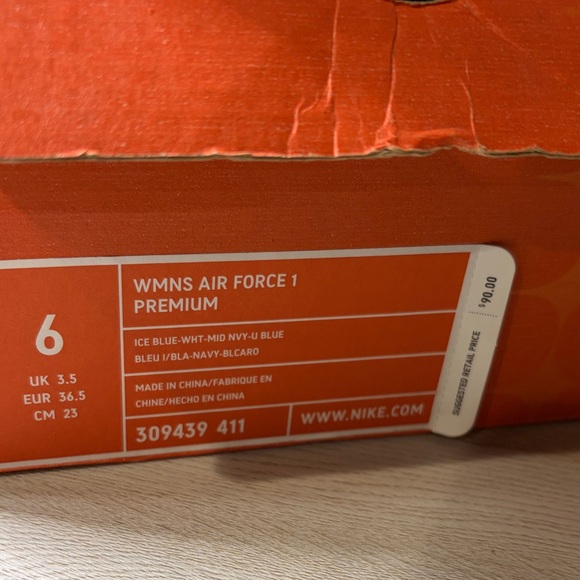 6
UK 3.5
EUR 36.5
CM 23
WMNS AIR FORCE 1
PREMIUM
ICE BLUE-WHT-MID NVY-U BLUE
BLEU I/BLA-NAVY-BLCARO
MADE IN CHINA/FABRIQUE EN
CHINE/HECHO EN CHINA
309439 411
WWW.NIKE.COM
SUGGESTED RETAIL PRICE
$90.00